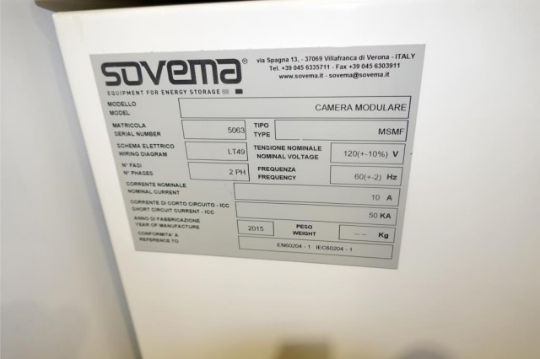 sovema®
EQUIPMENT FOR ENERGY STORAGE
via Spagna 13, - 37069 Villafranca di Verona - ITALY
Tel. +39 045 6335711 - Fax +39 045 6303911
www.sovema.it - sovema@sovema.it
MODELLO
MODEL
CAMERA MODULARE
MATRICOLA
SERIAL NUMBER
5063
TIPO
TYPE
MSMF
SCHEMA ELETTRICO
WIRING DIAGRAM
LT49
TENSIONE NOMINALE
NOMINAL VOLTAGE
120(+-10%) V
N° FASI
N° PHASES
2 PH
FREQUENZA
FREQUENCY
60(+-2) Hz
CORRENTE NOMINALE
NOMINAL CURRENT
10 A
CORRENTE DI CORTO CIRCUITO - ICC
SHORT CIRCUIT CURRENT - ICC
50 KA
ANNO DI FABBRICAZIONE
YEAR OF MANUFACTURE
2015
PESO
WEIGHT
-- Kg
CONFORMITA' A
REFERENCE TO
EN60204 - 1 IEC60204 - 1